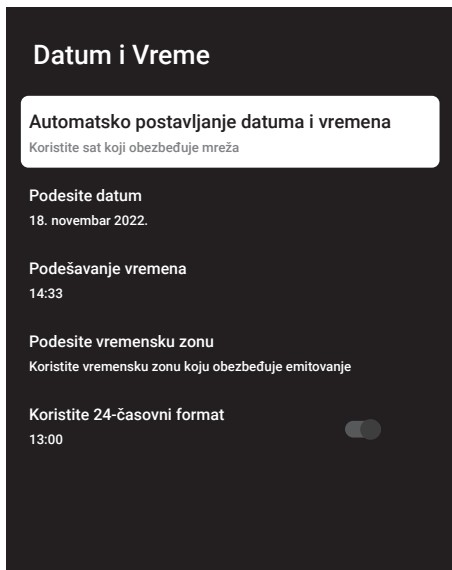 Datum i Vreme
Automatsko postavljanje datuma i vremena
Koristite sat koji obezbeđuje mreža
Podesite datum
18. novembar 2022.
Podešavanje vremena
14:33
Podesite vremensku zonu
Koristite vremensku zonu koju obezbeđuje emitovanje
Koristite 24-časovni format
13:00